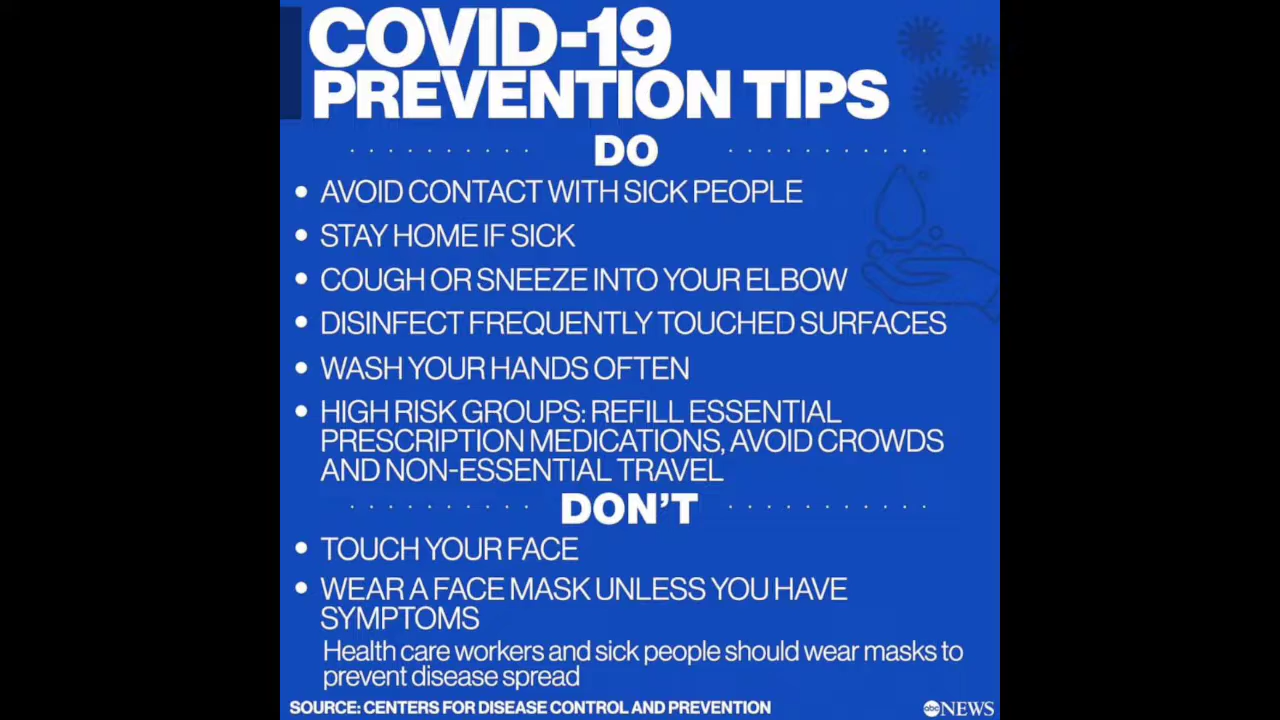 COVID-19
PREVENTION TIPS
DO
• AVOID CONTACT WITH SICK PEOPLE
• STAY HOME IF SICK
• COUGH OR SNEEZE INTO YOUR ELBOW
• DISINFECT FREQUENTLY TOUCHED SURFACES
• WASH YOUR HANDS OFTEN
• HIGH RISK GROUPS: REFILL ESSENTIAL
PRESCRIPTION MEDICATIONS, AVOID CROWDS
AND NON-ESSENTIAL TRAVEL
DON'T
• TOUCH YOUR FACE
• WEAR A FACE MASK UNLESS YOU HAVE
SYMPTOMS
Health care workers and sick people should wear masks to
prevent disease spread
SOURCE: CENTERS FOR DISEASE CONTROL AND PREVENTION
abc NEWS